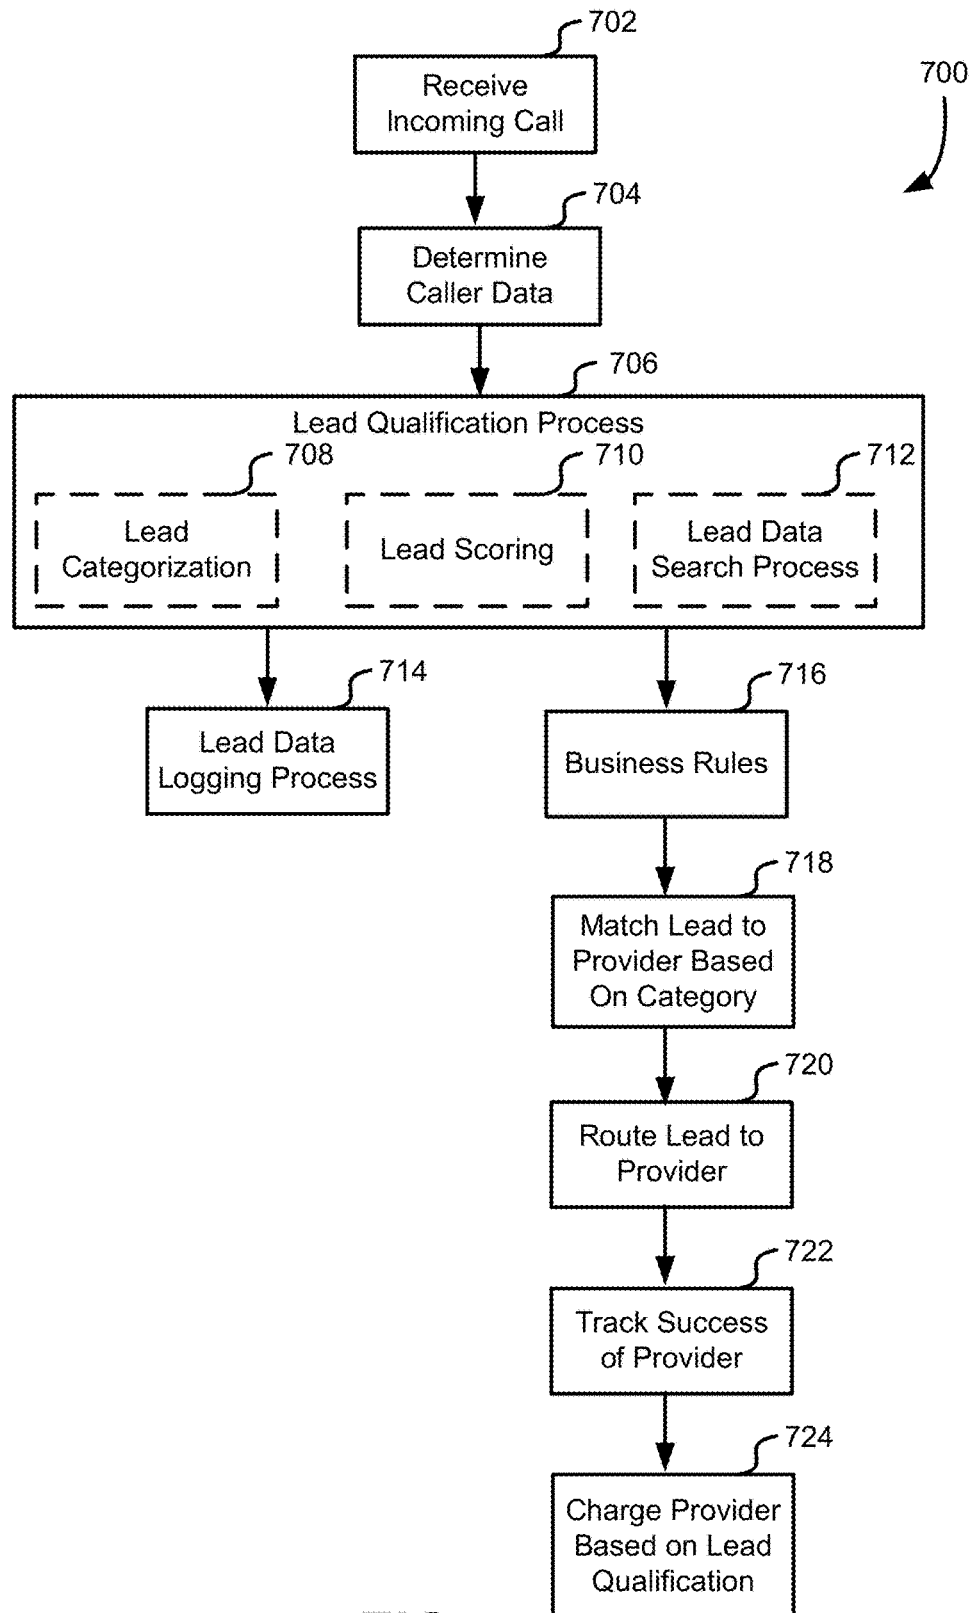 702
Receive
Incoming Call
700
704
Determine
Caller Data
706
Lead Qualification Process
708
710
712
Lead
Categorization
Lead Scoring
Lead Data
Search Process
714
716
Lead Data
Logging Process
Business Rules
718
Match Lead to
Provider Based
On Category
720
Route Lead to
Provider
722
Track Success
of Provider
724
Charge Provider
Based on Lead
Qualification